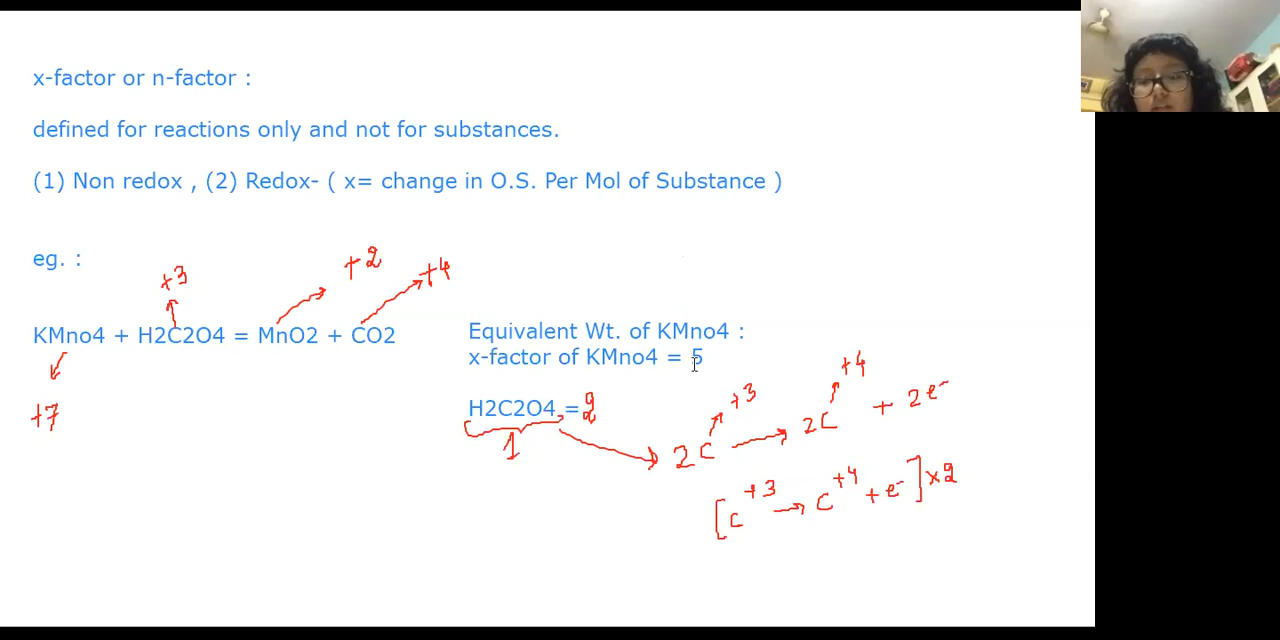 x-factor or n-factor :
defined for reactions only and not for substances.
(1) Non redox , (2) Redox- ( x= change in O.S. Per Mol of Substance )
eg. :
+3
+2
+4
KMno4 + H2C2O4 = MnO2 + CO2
+7
Equivalent Wt. of KMno4 :
x-factor of KMno4 = 5
H2C2O4 = 2
1
+3
+4
2C → 2C + 2e-
[C+3 → C+4 + e-] x2